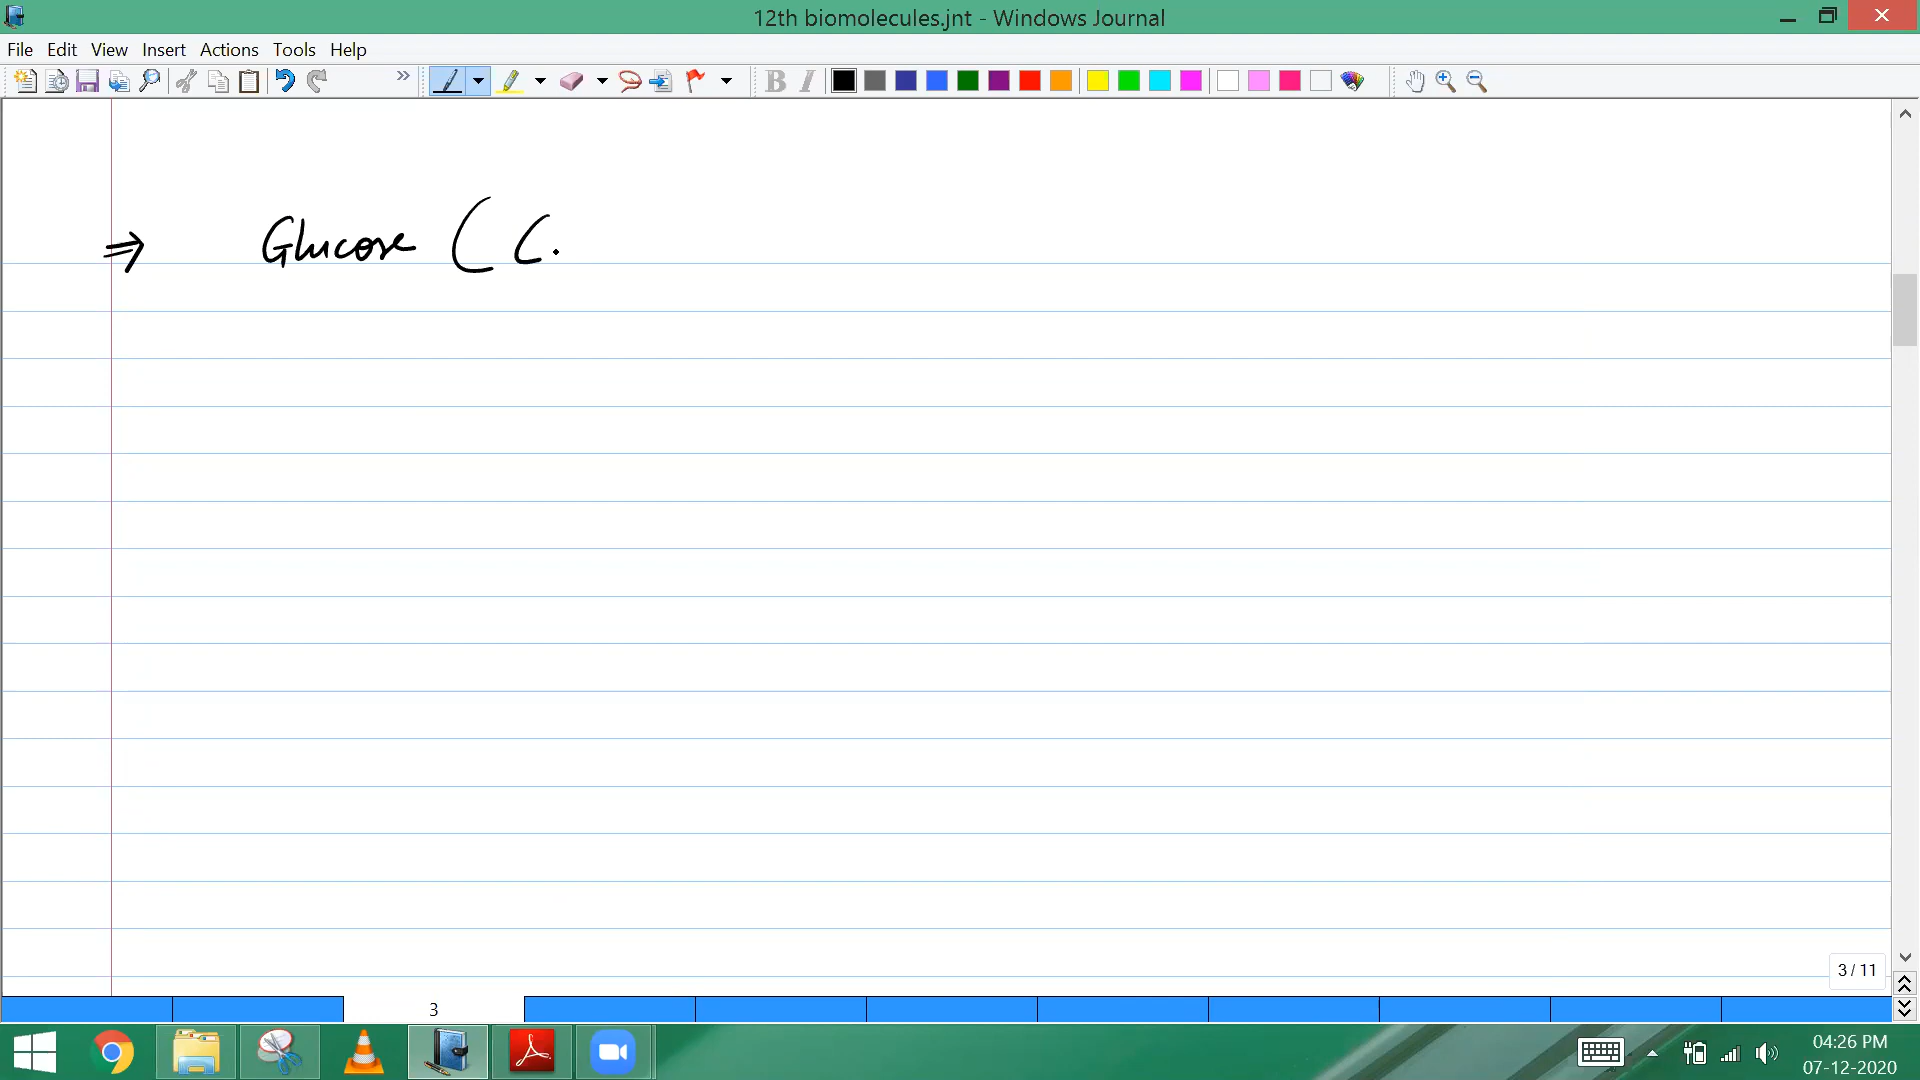 12th biomolecules.jnt - Windows Journal
File Edit View Insert Actions Tools Help
B I
⇒ Glucose ( C.
3 / 11
3
04:26 PM
07-12-2020